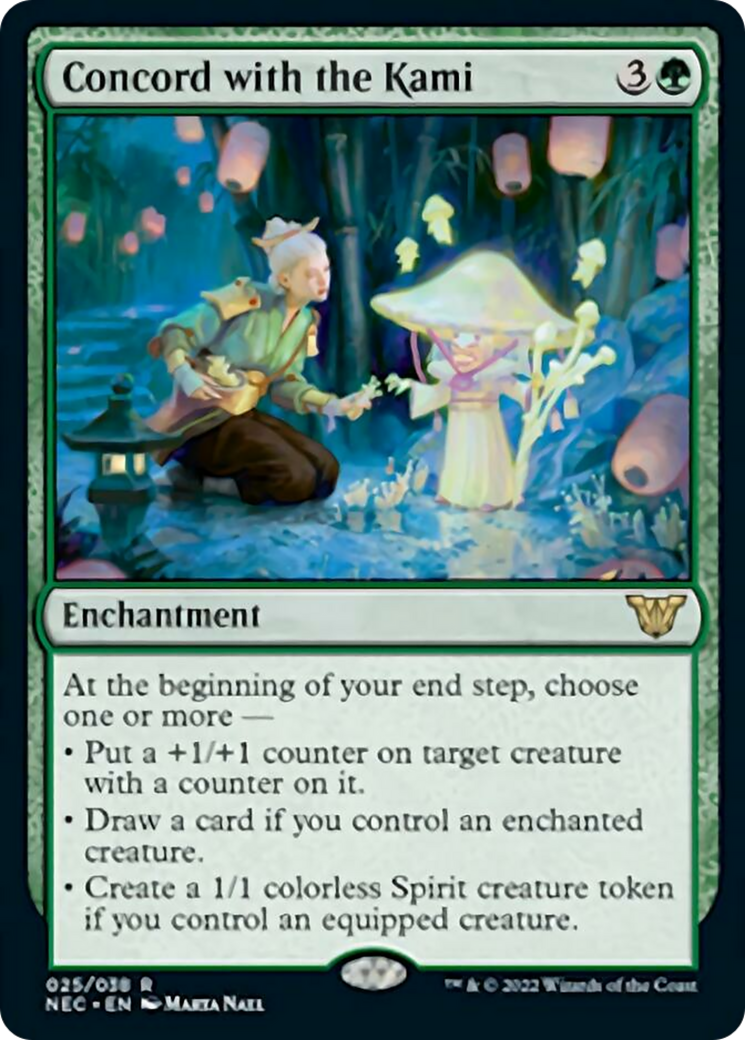 Concord with the Kami 3
Enchantment
At the beginning of your end step, choose
one or more —
• Put a +1/+1 counter on target creature
with a counter on it.
• Draw a card if you control an enchanted
creature.
• Create a 1/1 colorless Spirit creature token
if you control an equipped creature.
025/038 R
NEC • EN Marta Nael
™ & © 2022 Wizards of the Coast